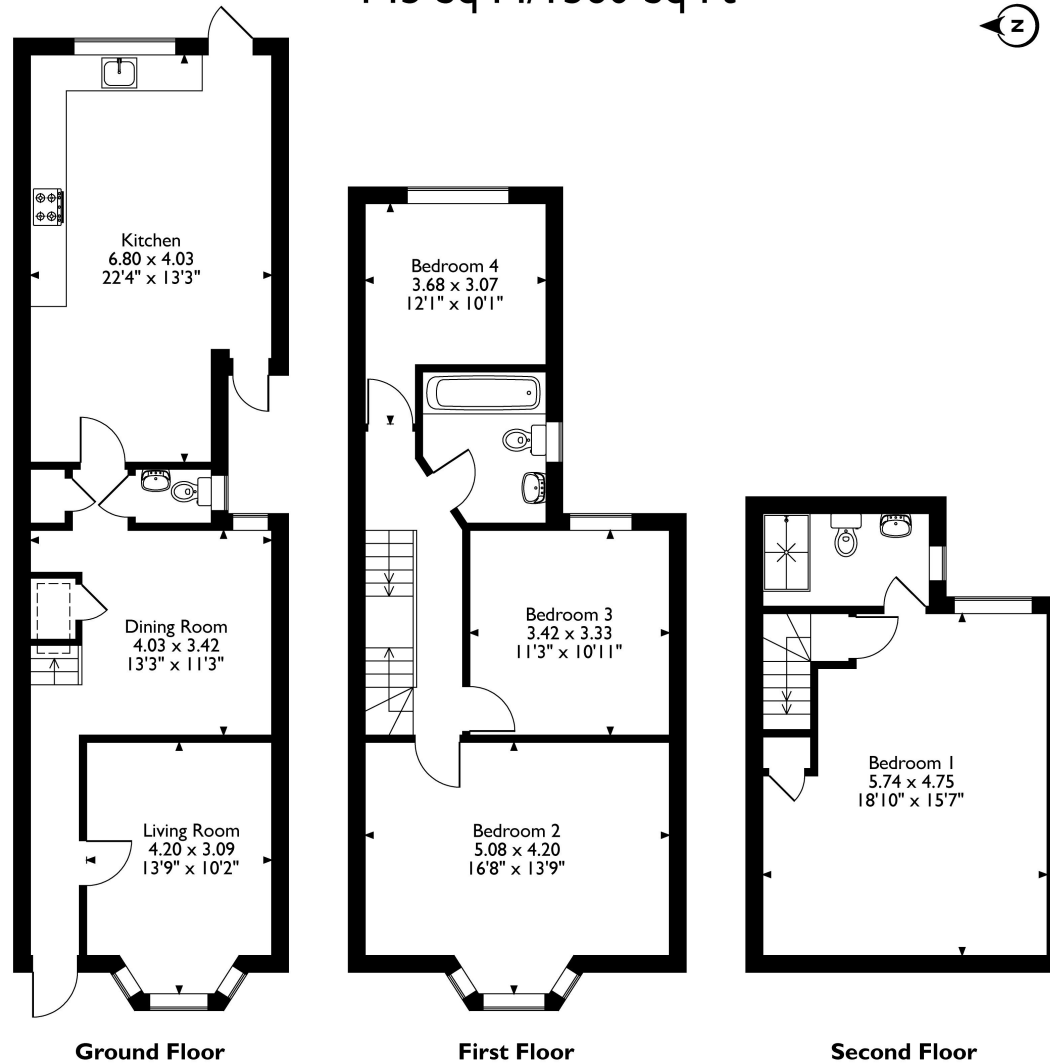 N
Kitchen
6.80 x 4.03
22'4" x 13'3"
Bedroom 4
3.68 x 3.07
12'1" x 10'1"
Dining Room
4.03 x 3.42
13'3" x 11'3"
Bedroom 3
3.42 x 3.33
11'3" x 10'11"
Bedroom 1
5.74 x 4.75
18'10" x 15'7"
Living Room
4.20 x 3.09
13'9" x 10'2"
Bedroom 2
5.08 x 4.20
16'8" x 13'9"
Ground Floor
First Floor
Second Floor